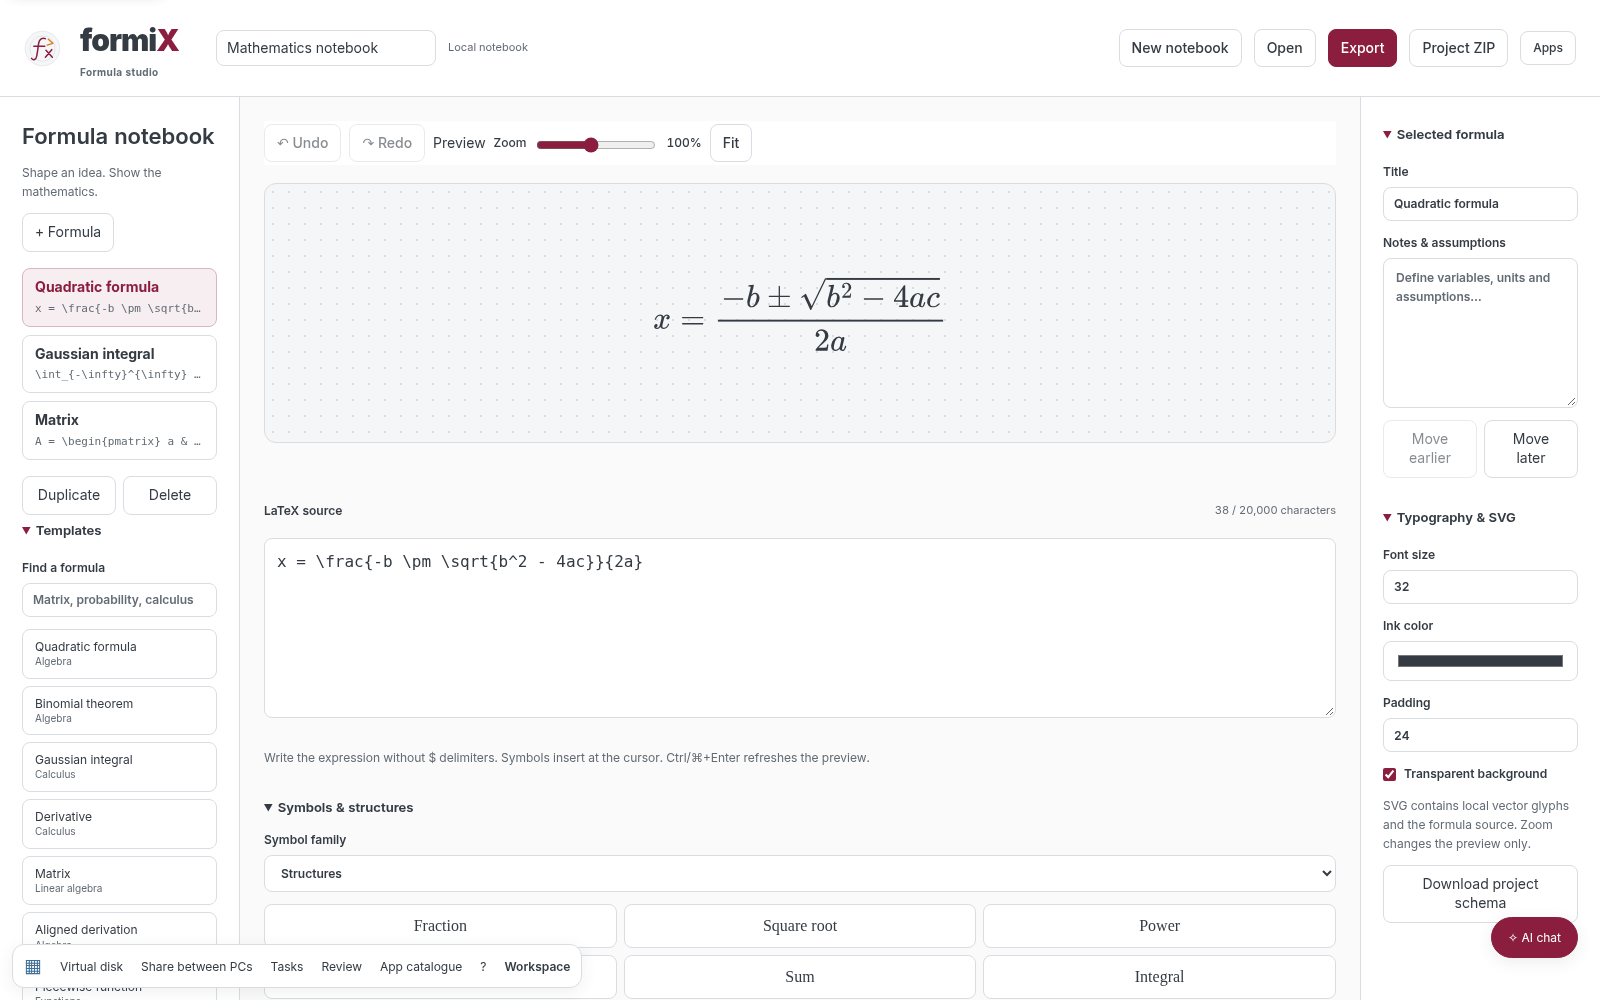 fx
formiX
Formula studio
Mathematics notebook
Local notebook
New notebook
Open
Export
Project ZIP
Apps
Formula notebook
Shape an idea. Show the
mathematics.
+ Formula
Quadratic formula
x = \frac{-b \pm \sqrt{b…
Gaussian integral
\int_{-\infty}^{\infty} …
Matrix
A = \begin{pmatrix} a & …
Duplicate
Delete
▼ Templates
Find a formula
Matrix, probability, calculus
Quadratic formula
Algebra
Binomial theorem
Algebra
Gaussian integral
Calculus
Derivative
Calculus
Matrix
Linear algebra
Aligned derivation
↶ Undo
↷ Redo
Preview
Zoom
100%
Fit
x = \frac{-b ± \sqrt{b² − 4ac}}{2a}
LaTeX source
38 / 20,000 characters
x = \frac{-b \pm \sqrt{b^2 - 4ac}}{2a}
Write the expression without $ delimiters. Symbols insert at the cursor. Ctrl/⌘+Enter refreshes the preview.
▼ Symbols & structures
Symbol family
Structures
Fraction
Square root
Power
Sum
Integral
▼ Selected formula
Title
Quadratic formula
Notes & assumptions
Define variables, units and
assumptions...
Move
earlier
Move
later
▼ Typography & SVG
Font size
32
Ink color
Padding
24
Transparent background
SVG contains local vector glyphs
and the formula source. Zoom
changes the preview only.
Download project
schema
✧ AI chat
Virtual disk
Share between PCs
Tasks
Review
App catalogue
?
Workspace